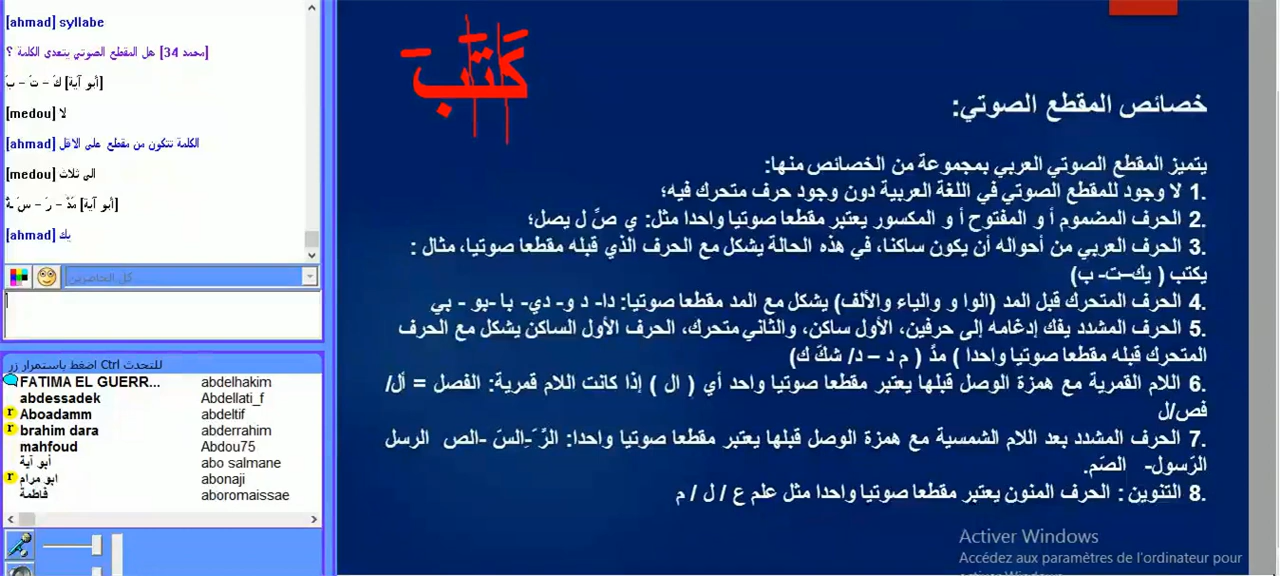 [ahmad] syllabe
[محمد 34] هل المقطع الصوتي يتعدى الكلمة ؟
[أبو آية] كَ – تَ – بَ
[medou] لا
[ahmad] الكلمة تتكون من مقطع على الاقل
[medou] الى ثلاث
[أبو آية] مَدْ – رَ – سَ ـةٌ
[ahmad] يك
كل الحاضرين
للتحدث Ctrl اضغط باستمرار زر
FATIMA EL GUERR... abdelhakim
abdessadek Abdellati_f
Aboadamm abdeltif
brahim dara abderrahim
mahfoud Abdou75
أبو آية abo salmane
ابو مرام abonaji
فاطمة aboromaissae
كَتَبَ
خصائص المقطع الصوتي:
يتميز المقطع الصوتي العربي بمجموعة من الخصائص منها:
1. لا وجود للمقطع الصوتي في اللغة العربية دون وجود حرف متحرك فيه؛
2. الحرف المضموم أو المفتوح أو المكسور يعتبر مقطعا صوتيا واحدا مثل: ي صِّ ل يصل؛
3. الحرف العربي من أحواله أن يكون ساكنا، في هذه الحالة يشكل مع الحرف الذي قبله مقطعا صوتيا، مثال :
يكتب ( يك–ت- ب)
4. الحرف المتحرك قبل المد (الوا و والياء والألف) يشكل مع المد مقطعا صوتيا: دا- د و- دي- با -بو - بي
5. الحرف المشدد يفك إدغامه إلى حرفين، الأول ساكن، والثاني متحرك، الحرف الأول الساكن يشكل مع الحرف
المتحرك قبله مقطعا صوتيا واحدا ) مدَّ ( م د – د/ شكَك ك)
6. اللام القمرية مع همزة الوصل قبلها يعتبر مقطعا صوتيا واحد أي ( ال ) إذا كانت اللام قمرية: الفصل = أل/
فص/ل
7. الحرف المشدد بعد اللام الشمسية مع همزة الوصل قبلها يعتبر مقطعا صوتيا واحدا: الرَّ-السَ -الص الرسل
الرَسول- الصَم.
8. التنوين : الحرف المنون يعتبر مقطعا صوتيا واحدا مثل علم ع / ل / م
Activer Windows
Accédez aux paramètres de l'ordinateur pour